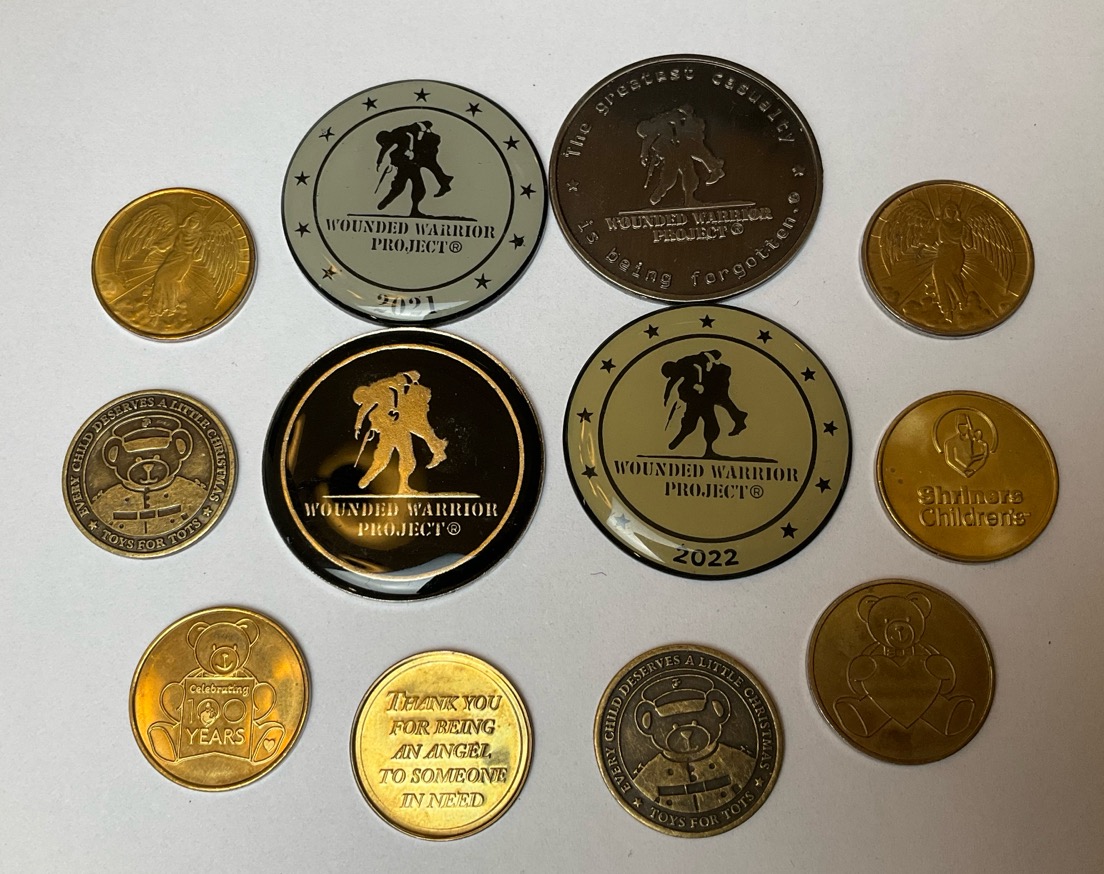 WOUNDED WARRIOR
PROJECT®
2021
The greatest casualty
is being forgotten®
WOUNDED WARRIOR
PROJECT®
EVERY CHILD DESERVES A LITTLE CHRISTMAS
TOYS FOR TOTS
WOUNDED WARRIOR
PROJECT®
WOUNDED WARRIOR
PROJECT®
2022
Shriners
Children's™
Celebrating
100
YEARS
THANK YOU
FOR BEING
AN ANGEL
TO SOMEONE
IN NEED
EVERY CHILD DESERVES A LITTLE CHRISTMAS
TOYS FOR TOTS